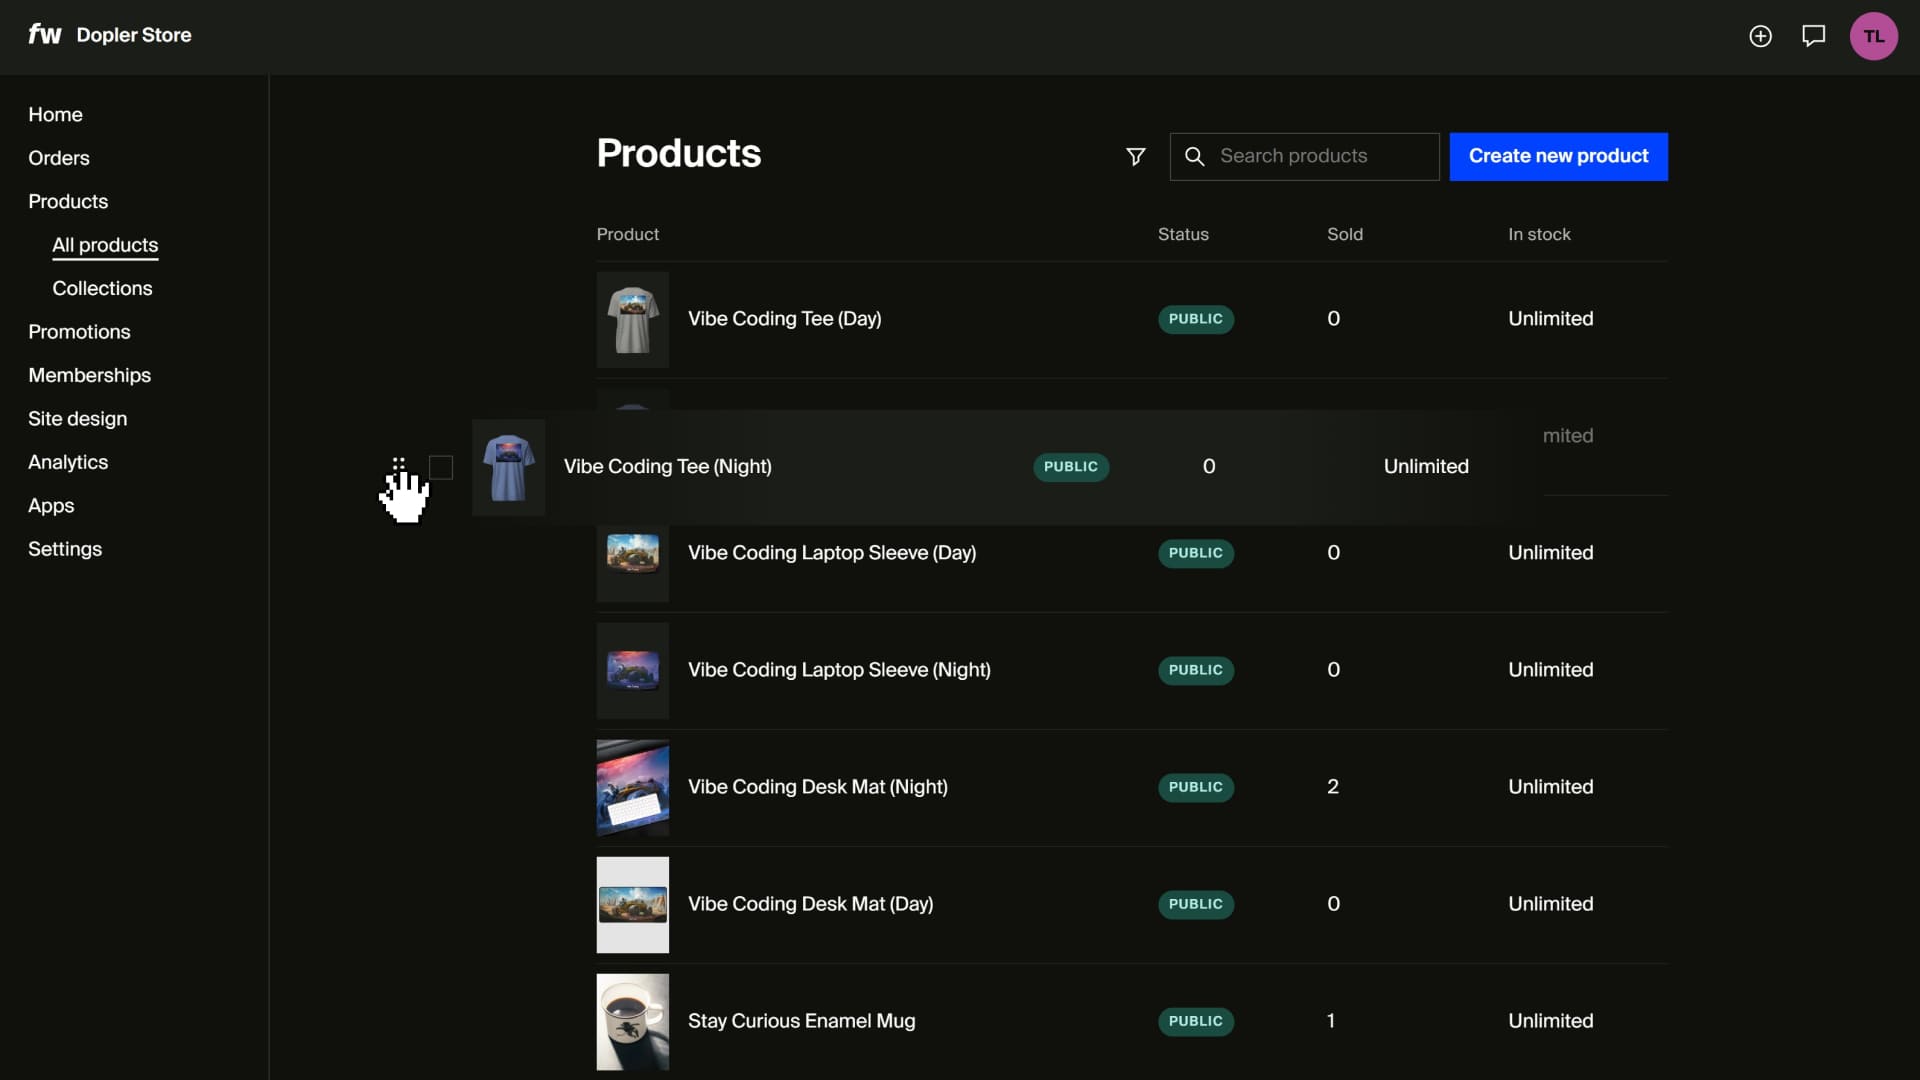 fw Dopler Store
TL
Home
Orders
Products
All products
Collections
Promotions
Memberships
Site design
Analytics
Apps
Settings
Products
Search products
Create new product
Product Status Sold In stock
Vibe Coding Tee (Day) PUBLIC 0 Unlimited
mited
Vibe Coding Tee (Night) PUBLIC 0 Unlimited
Vibe Coding Laptop Sleeve (Day) PUBLIC 0 Unlimited
Vibe Coding Laptop Sleeve (Night) PUBLIC 0 Unlimited
Vibe Coding Desk Mat (Night) PUBLIC 2 Unlimited
Vibe Coding Desk Mat (Day) PUBLIC 0 Unlimited
Stay Curious Enamel Mug PUBLIC 1 Unlimited